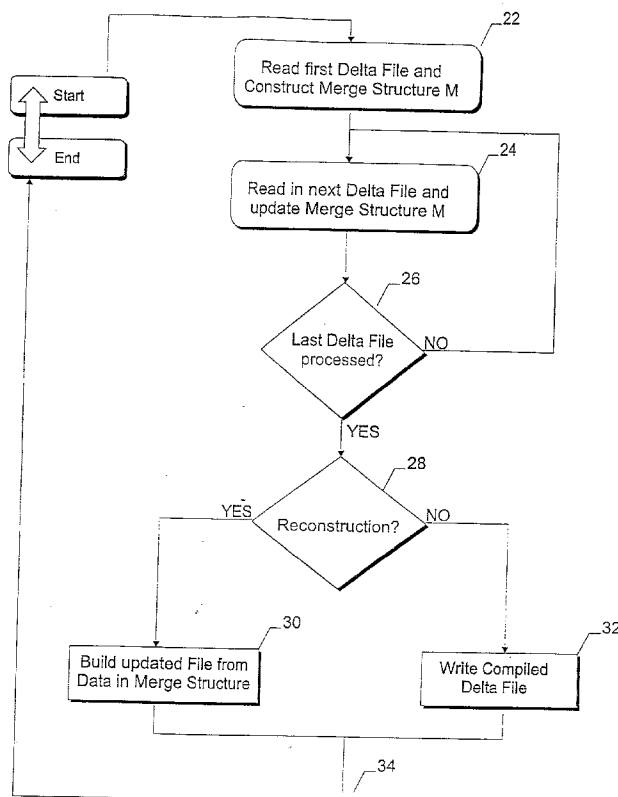 22
Start
Read first Delta File and
Construct Merge Structure M
End
24
Read in next Delta File and
update Merge Structure M
26
Last Delta File
processed?
NO
YES
28
YES
Reconstruction?
NO
30
32
Build updated File from
Data in Merge Structure
Write Compiled
Delta File
34